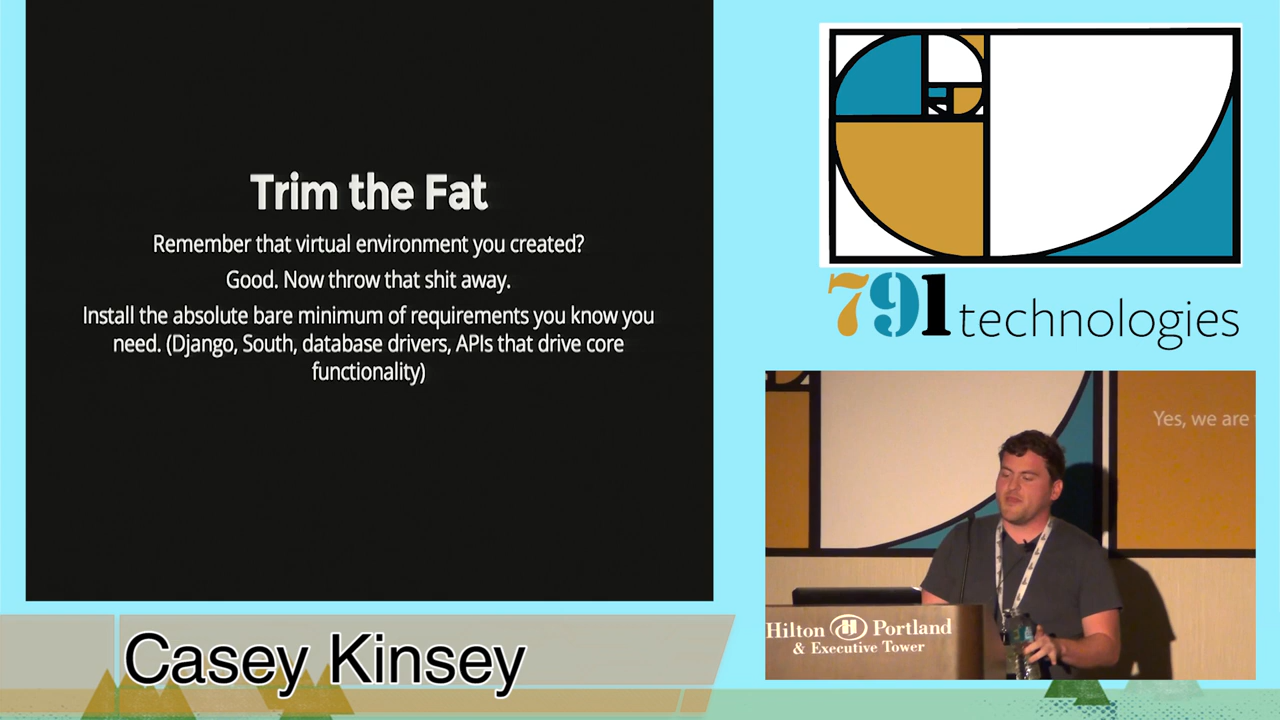 Trim the Fat
Remember that virtual environment you created?
Good. Now throw that shit away.
Install the absolute bare minimum of requirements you know you
need. (Django, South, database drivers, APIs that drive core
functionality)
791 technologies
Yes, we are
Hilton Portland
& Executive Tower
Casey Kinsey